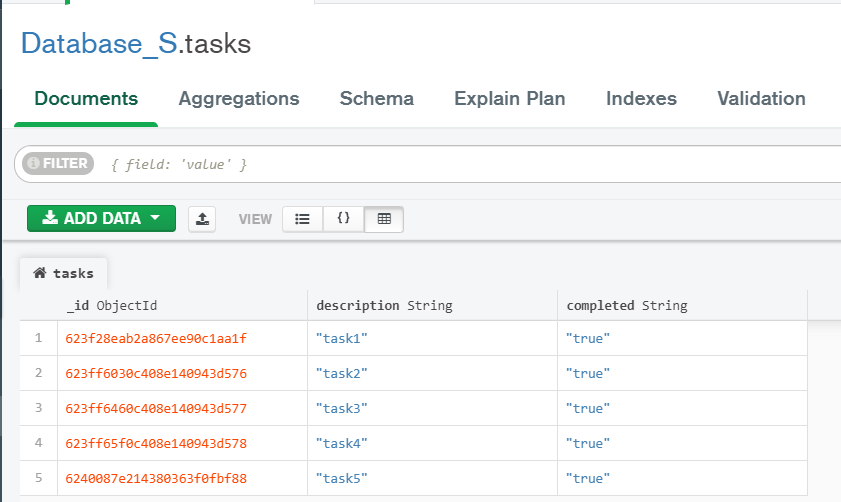 Database_S.tasks
Documents Aggregations Schema Explain Plan Indexes Validation
FILTER { field: 'value' }
ADD DATA VIEW {}
tasks
_id ObjectId description String completed String
1 623f28eab2a867ee90c1aa1f "task1" "true"
2 623ff6030c408e140943d576 "task2" "true"
3 623ff6460c408e140943d577 "task3" "true"
4 623ff65f0c408e140943d578 "task4" "true"
5 6240087e214380363f0fbf88 "task5" "true"